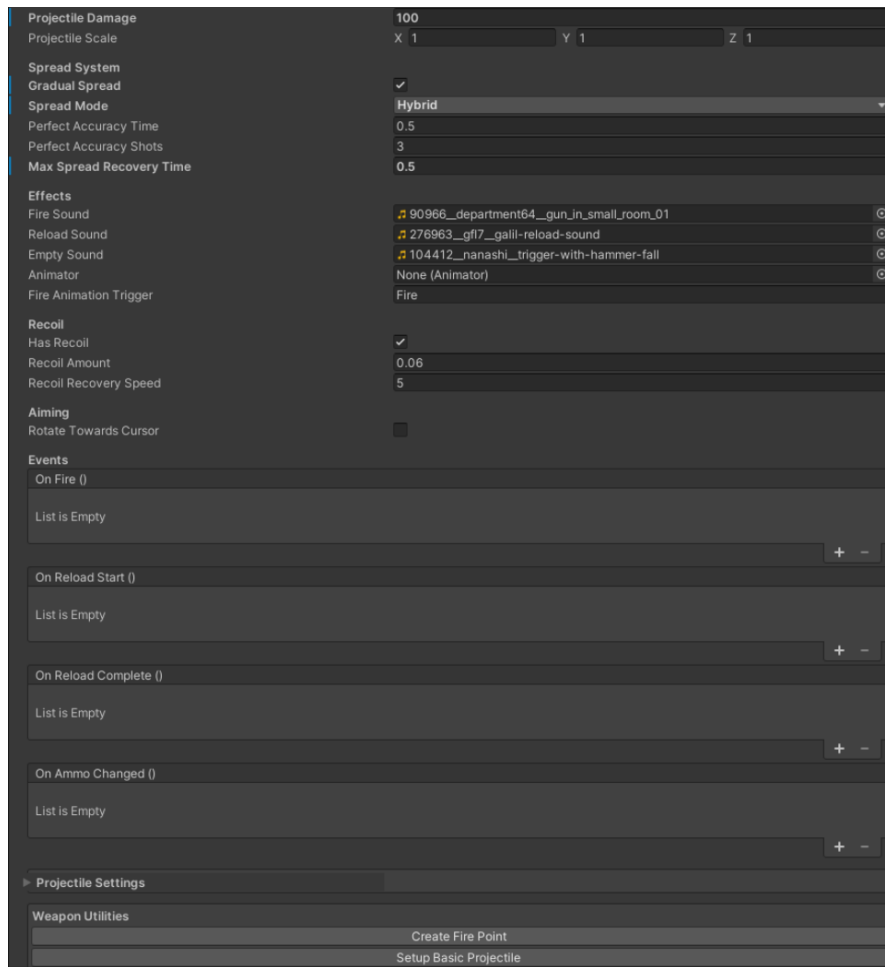 Projectile Damage 100
Projectile Scale X 1 Y 1 Z 1
Spread System
Gradual Spread
Spread Mode Hybrid
Perfect Accuracy Time 0.5
Perfect Accuracy Shots 3
Max Spread Recovery Time 0.5
Effects
Fire Sound 90966__department64__gun_in_small_room_01
Reload Sound 276963__gfl7__galil-reload-sound
Empty Sound 104412__nanashi__trigger-with-hammer-fall
Animator None (Animator)
Fire Animation Trigger Fire
Recoil
Has Recoil
Recoil Amount 0.06
Recoil Recovery Speed 5
Aiming
Rotate Towards Cursor
Events
On Fire ()
List is Empty
+ −
On Reload Start ()
List is Empty
+ −
On Reload Complete ()
List is Empty
+ −
On Ammo Changed ()
List is Empty
+ −
Projectile Settings
Weapon Utilities
Create Fire Point
Setup Basic Projectile